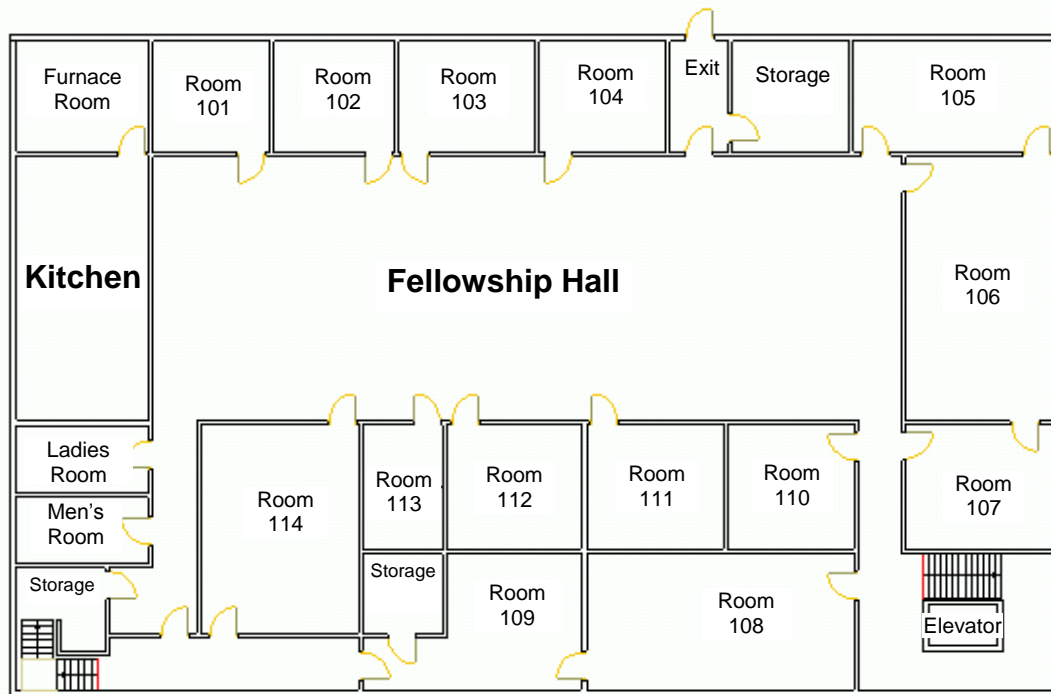 Furnace
Room
Room
101
Room
102
Room
103
Room
104
Exit
Storage
Room
105
Kitchen
Fellowship Hall
Room
106
Ladies
Room
Men's
Room
Storage
Room
114
Room
113
Room
112
Room
111
Room
110
Room
107
Storage
Room
109
Room
108
Elevator